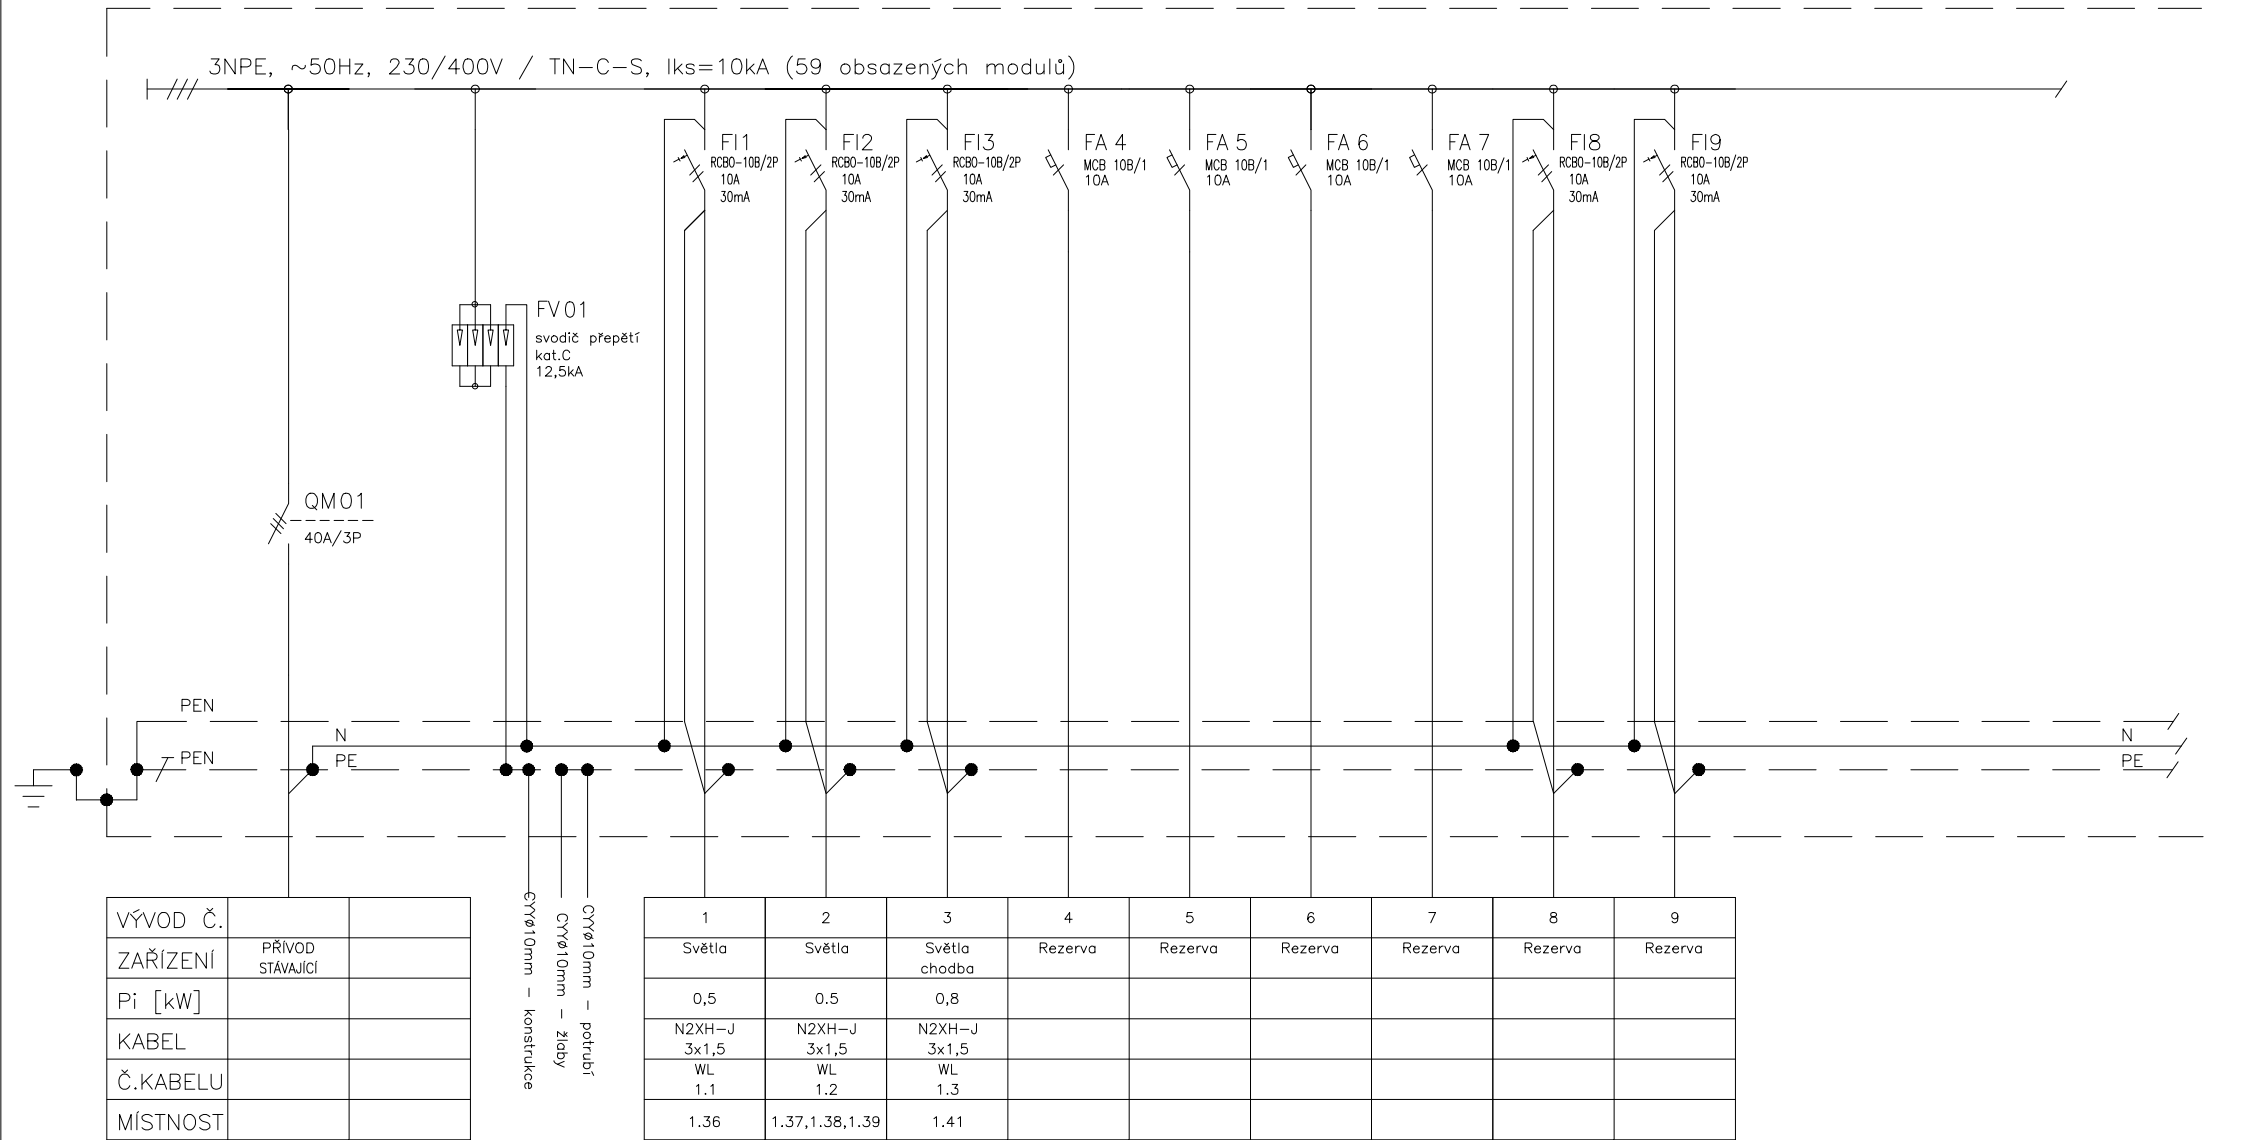 3NPE, ~50Hz, 230/400V / TN-C-S, Iks=10kA (59 obsazených modulů)
FI1
RCBO-10B/2P
10A
30mA
FI2
RCBO-10B/2P
10A
30mA
FI3
RCBO-10B/2P
10A
30mA
FA 4
MCB 10B/1
10A
FA 5
MCB 10B/1
10A
FA 6
MCB 10B/1
10A
FA 7
MCB 10B/1
10A
FI8
RCBO-10B/2P
10A
30mA
FI9
RCBO-10B/2P
10A
30mA
FV01
svodič přepětí
kat.C
12,5kA
QM01
40A/3P
PEN
N
N
PEN
PE
PE
CYYø10mm - konstrukce
CYYø10mm - žlaby
CYYø10mm - potrubí
VÝVOD Č. 1 2 3 4 5 6 7 8 9
ZAŘÍZENÍ
PŘÍVOD
STÁVAJÍCÍ
Světla
Světla
Světla
chodba
Rezerva
Rezerva
Rezerva
Rezerva
Rezerva
Rezerva
Pi [kW] 0,5 0.5 0,8
KABEL
N2XH-J
3x1,5
N2XH-J
3x1,5
N2XH-J
3x1,5
Č.KABELU
WL
1.1
WL
1.2
WL
1.3
MÍSTNOST 1.36 1.37,1.38,1.39 1.41